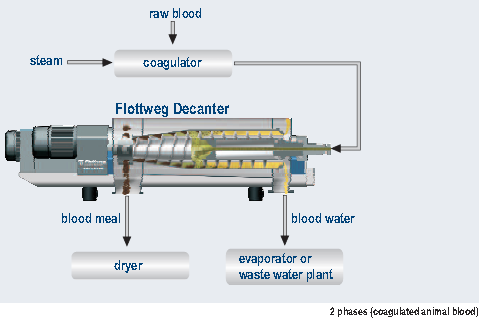 raw blood
steam
coagulator
Flottweg Decanter
Flottweg
blood meal
blood water
dryer
evaporator or
waste water plant
2 phases (coagulated animal blood)